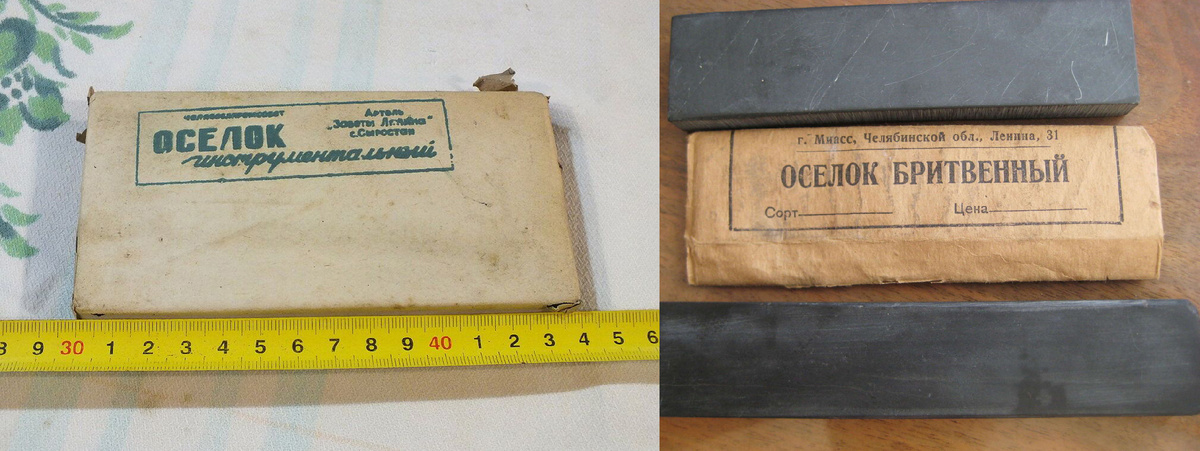 ЧЕЛЯБОБЛПРОМСОВЕТ
ОСЕЛОК
инструментальный
Артель
„Заветы Ильича"
с.Сыростан
8 9 30 1 2 3 4 5 6 7 8 9 40 1 2 3 4 5 6
г. Миасс, Челябинской обл., Ленина, 31
ОСЕЛОК БРИТВЕННЫЙ
Сорт
Цена